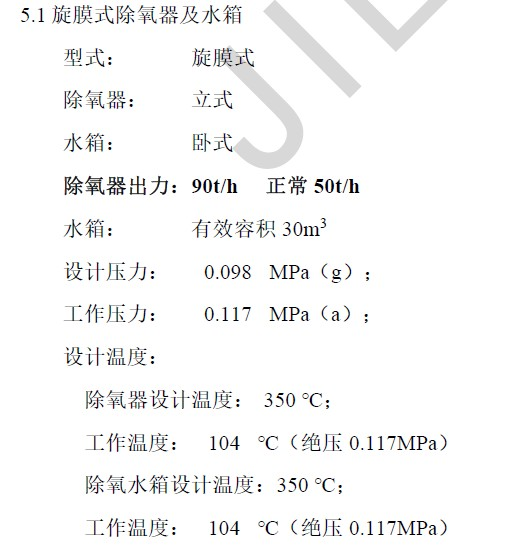 5.1 旋膜式除氧器及水箱
型式： 旋膜式
除氧器： 立式
水箱： 卧式
除氧器出力：90t/h 正常 50t/h
水箱： 有效容积 30m³
设计压力： 0.098 MPa（g）；
工作压力： 0.117 MPa（a）；
设计温度：
除氧器设计温度： 350 ℃；
工作温度： 104 ℃（绝压 0.117MPa）
除氧水箱设计温度：350 ℃；
工作温度： 104 ℃（绝压 0.117MPa）